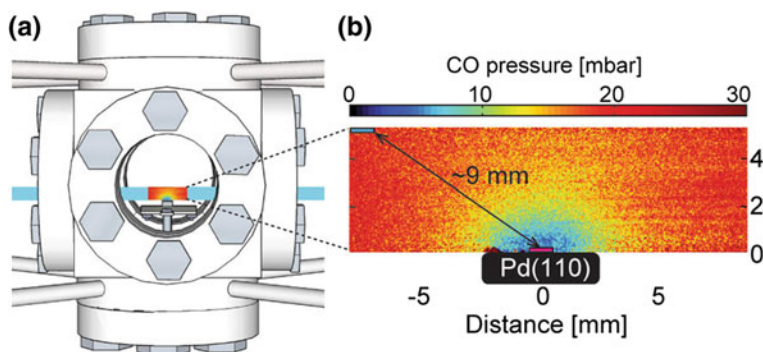 (a)
(b)
CO pressure [mbar]
0 10 20 30
~9 mm
4
2
0
Pd(110)
-5 0 5
Distance [mm]